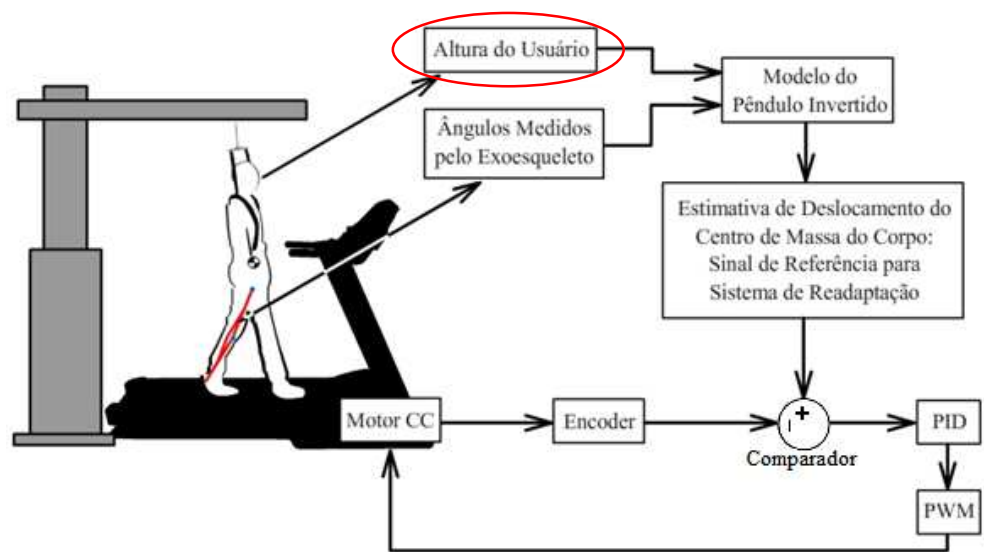 Altura do Usuário
Modelo do
Pêndulo Invertido
Ângulos Medidos
pelo Exoesqueleto
Estimativa de Deslocamento do
Centro de Massa do Corpo:
Sinal de Referência para
Sistema de Readaptação
Motor CC
Encoder
+
-
Comparador
PID
PWM